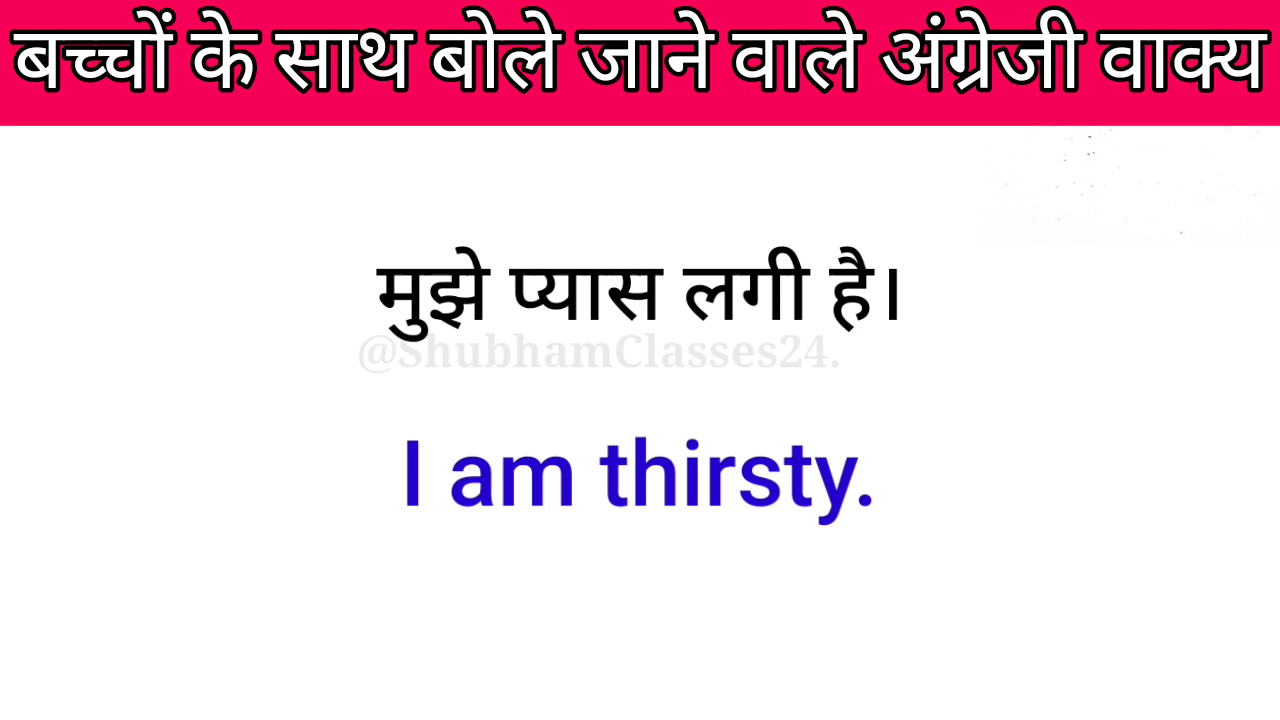 बच्चों के साथ बोले जाने वाले अंग्रेजी वाक्य
मुझे प्यास लगी है।
@ShubhamClasses24.
I am thirsty.